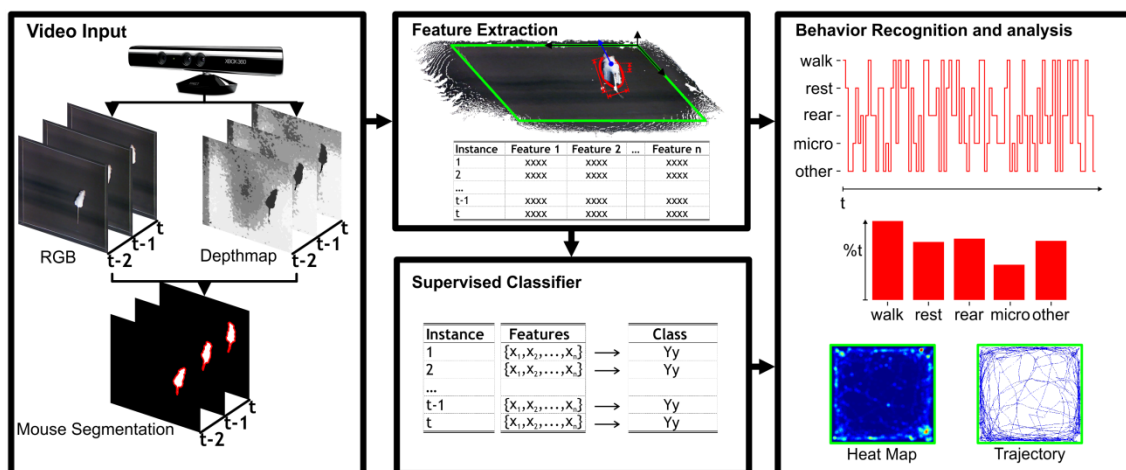 Video Input
XBOX 360
RGB
t-2
t-1
t
Depthmap
t-2
t-1
t
Mouse Segmentation
t-2
t-1
t
Feature Extraction
Instance Feature 1 Feature 2 ... Feature n
1 xxxx xxxx xxxx
2 xxxx xxxx xxxx
...
t-1 xxxx xxxx xxxx
t xxxx xxxx xxxx
Supervised Classifier
Instance Features Class
1 {x₁,x₂,...,xₙ} → Yy
2 {x₁,x₂,...,xₙ} → Yy
...
t-1 {x₁,x₂,...,xₙ} → Yy
t {x₁,x₂,...,xₙ} → Yy
Behavior Recognition and analysis
walk
rest
rear
micro
other
t
%t
walk rest rear micro other
Heat Map
Trajectory